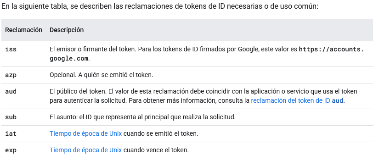 En la siguiente tabla, se describen las reclamaciones de tokens de ID necesarias o de uso común:
Reclamación Descripción
iss El emisor o firmante del token. Para los tokens de ID firmados por Google, este valor es https://accounts.
google.com.
azp Opcional. A quién se emitió el token.
aud El público del token. El valor de esta reclamación debe coincidir con la aplicación o servicio que usa el token
para autenticar la solicitud. Para obtener más información, consulta la reclamación del token de ID aud.
sub El asunto: el ID que representa al principal que realiza la solicitud.
iat Tiempo de época de Unix cuando se emitió el token.
exp Tiempo de época de Unix cuando vence el token.